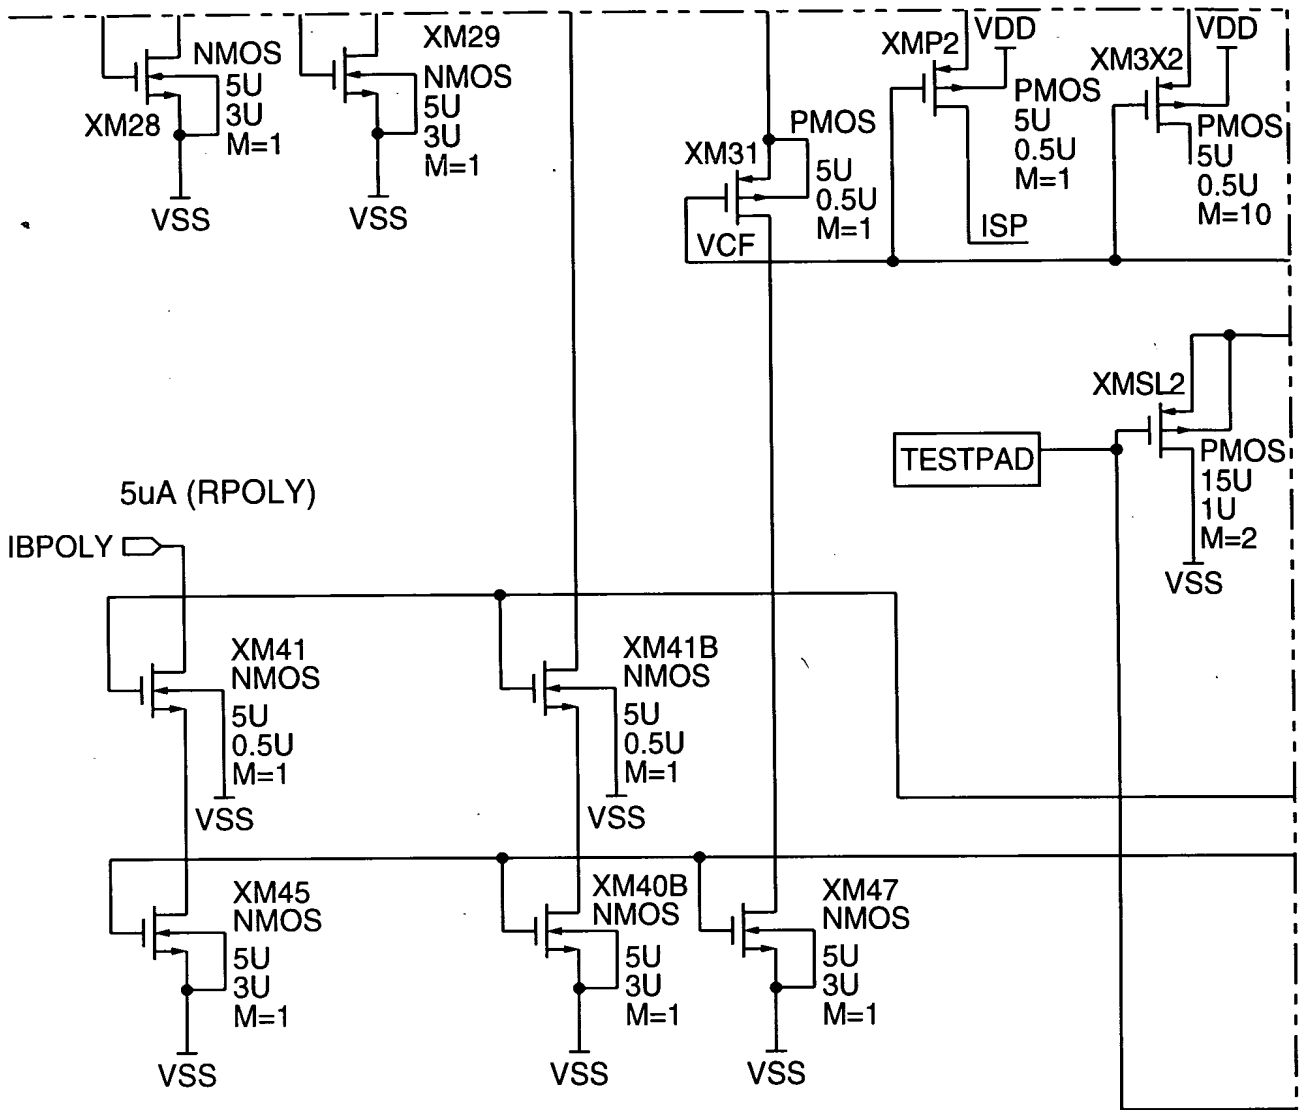 NMOS
5U
3U
M=1
XM28
VSS
XM29
NMOS
5U
3U
M=1
VSS
PMOS
XM31
5U
0.5U
M=1
VCF
XMP2
VDD
PMOS
5U
0.5U
M=1
ISP
VDD
XM3X2
PMOS
5U
0.5U
M=10
XMSL2
TESTPAD
PMOS
15U
1U
M=2
VSS
5uA (RPOLY)
IBPOLY
XM41
NMOS
5U
0.5U
M=1
VSS
XM41B
NMOS
5U
0.5U
M=1
VSS
XM45
NMOS
5U
3U
M=1
VSS
XM40B
NMOS
5U
3U
M=1
VSS
XM47
NMOS
5U
3U
M=1
VSS